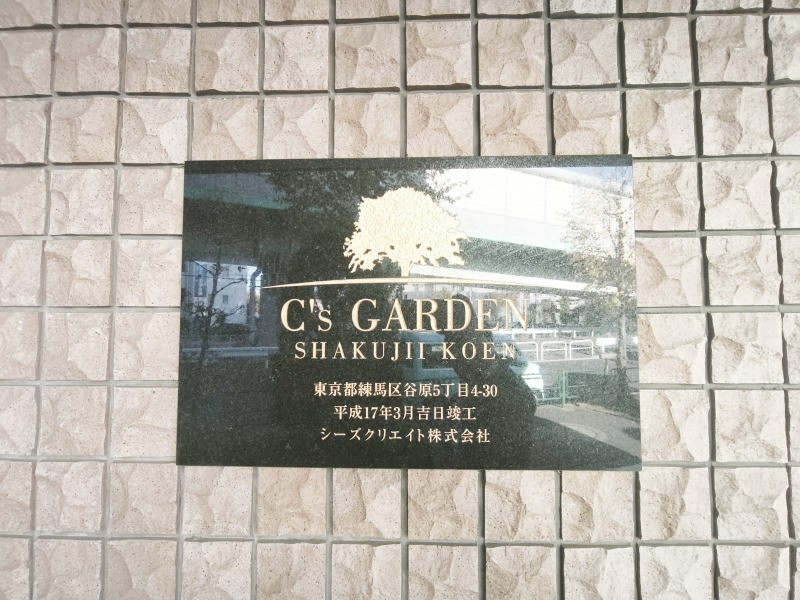 C's GARDEN
SHAKUJII KOEN
東京都練馬区谷原5丁目4-30
平成17年3月吉日竣工
シーズクリエイト株式会社